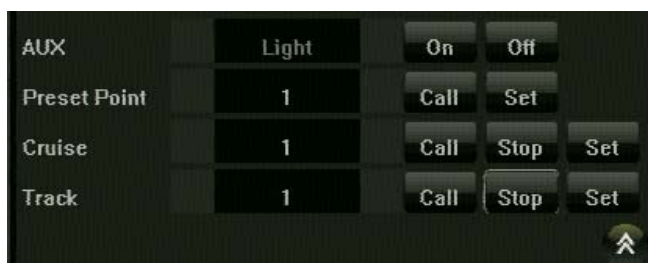 AUX Light On Off
Preset Point 1 Call Set
Cruise 1 Call Stop Set
Track 1 Call Stop Set